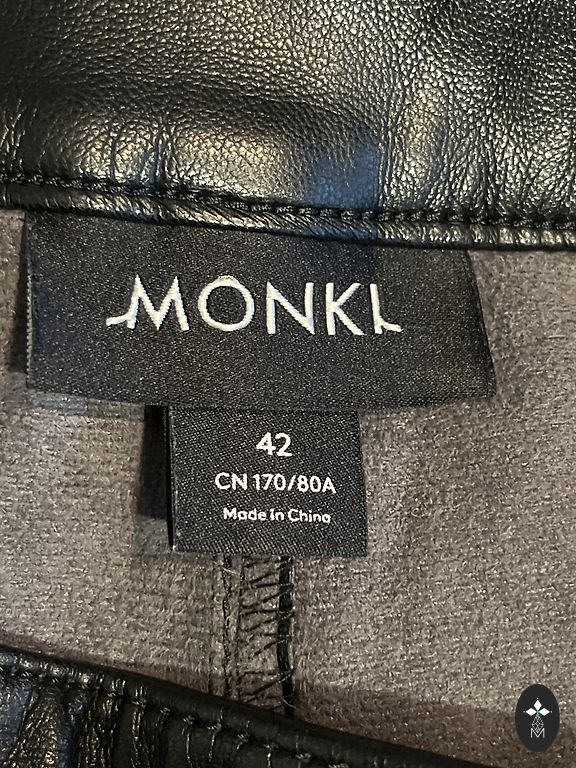 MONKI
42
CN 170/80A
Made in China
M